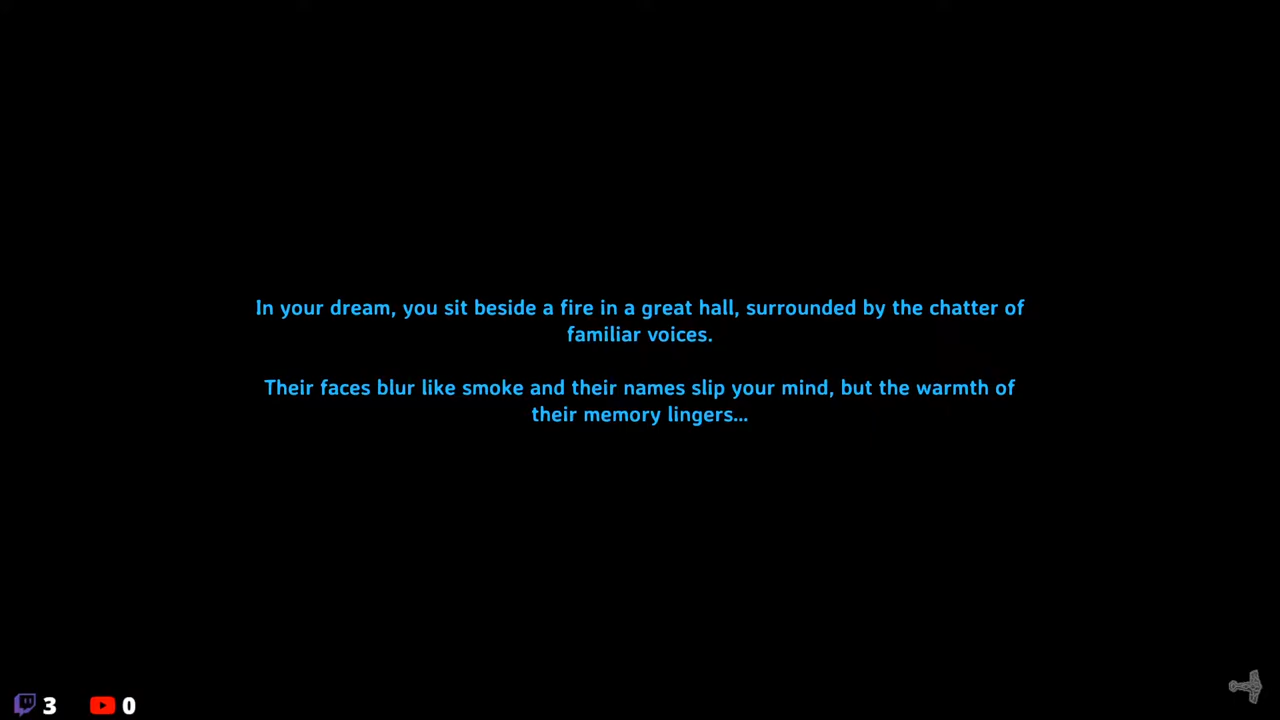 In your dream, you sit beside a fire in a great hall, surrounded by the chatter of
familiar voices.
Their faces blur like smoke and their names slip your mind, but the warmth of
their memory lingers...
3
0